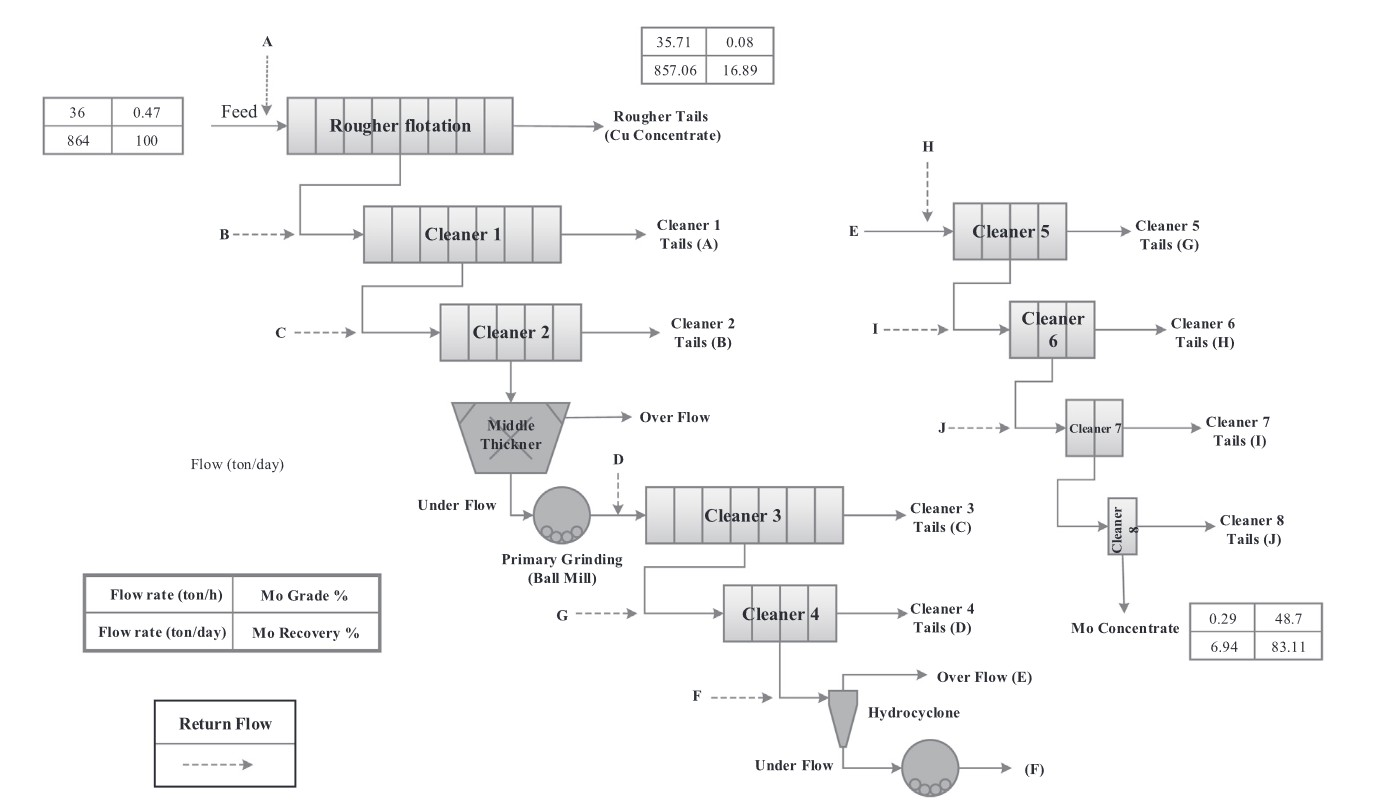 A
35.71 0.08
857.06 16.89
36 0.47
864 100
Feed
Rougher flotation
Rougher Tails
(Cu Concentrate)
H
B
Cleaner 1
Cleaner 1
Tails (A)
E
Cleaner 5
Cleaner 5
Tails (G)
C
Cleaner 2
Cleaner 2
Tails (B)
I
Cleaner
6
Cleaner 6
Tails (H)
Middle
Thickner
Over Flow
J
Cleaner 7
Cleaner 7
Tails (I)
Flow (ton/day)
D
Under Flow
Cleaner 3
Cleaner 3
Tails (C)
Cleaner
8
Cleaner 8
Tails (J)
Primary Grinding
(Ball Mill)
Flow rate (ton/h) Mo Grade %
Flow rate (ton/day) Mo Recovery %
G
Cleaner 4
Cleaner 4
Tails (D)
Mo Concentrate
0.29 48.7
6.94 83.11
F
Over Flow (E)
Hydrocyclone
Return Flow
Under Flow
(F)